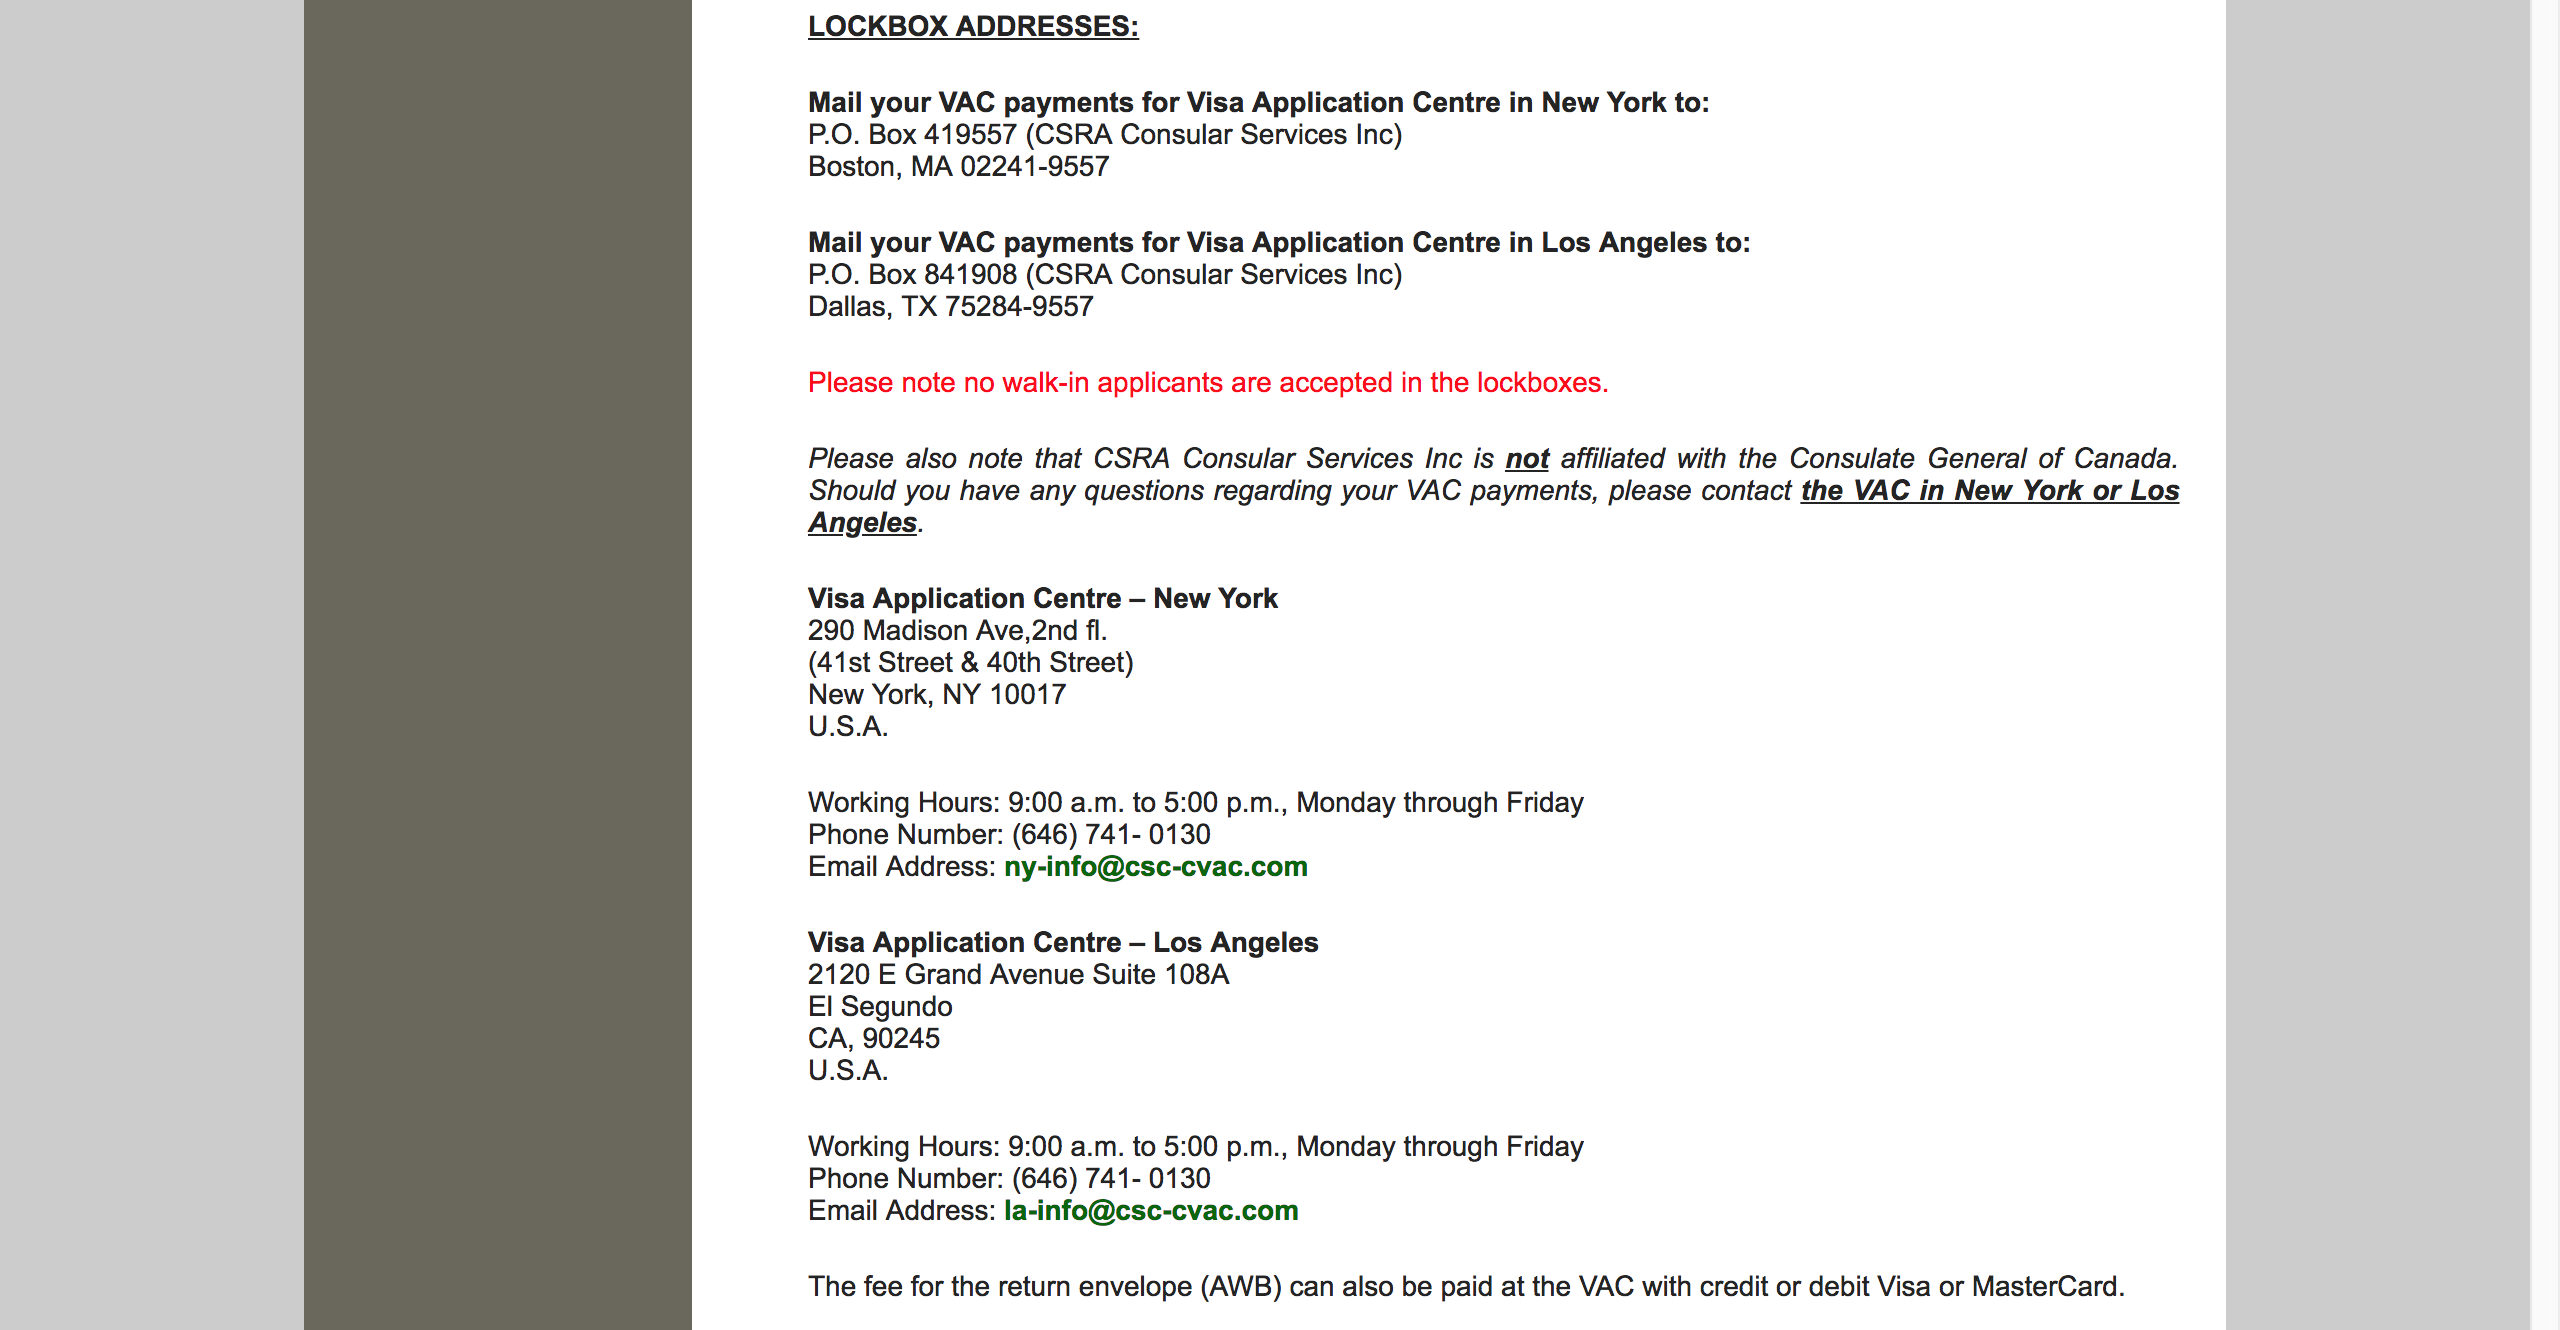 LOCKBOX ADDRESSES:
Mail your VAC payments for Visa Application Centre in New York to:
P.O. Box 419557 (CSRA Consular Services Inc)
Boston, MA 02241-9557
Mail your VAC payments for Visa Application Centre in Los Angeles to:
P.O. Box 841908 (CSRA Consular Services Inc)
Dallas, TX 75284-9557
Please note no walk-in applicants are accepted in the lockboxes.
Please also note that CSRA Consular Services Inc is not affiliated with the Consulate General of Canada.
Should you have any questions regarding your VAC payments, please contact the VAC in New York or Los
Angeles.
Visa Application Centre – New York
290 Madison Ave,2nd fl.
(41st Street & 40th Street)
New York, NY 10017
U.S.A.
Working Hours: 9:00 a.m. to 5:00 p.m., Monday through Friday
Phone Number: (646) 741- 0130
Email Address: ny-info@csc-cvac.com
Visa Application Centre – Los Angeles
2120 E Grand Avenue Suite 108A
El Segundo
CA, 90245
U.S.A.
Working Hours: 9:00 a.m. to 5:00 p.m., Monday through Friday
Phone Number: (646) 741- 0130
Email Address: la-info@csc-cvac.com
The fee for the return envelope (AWB) can also be paid at the VAC with credit or debit Visa or MasterCard.